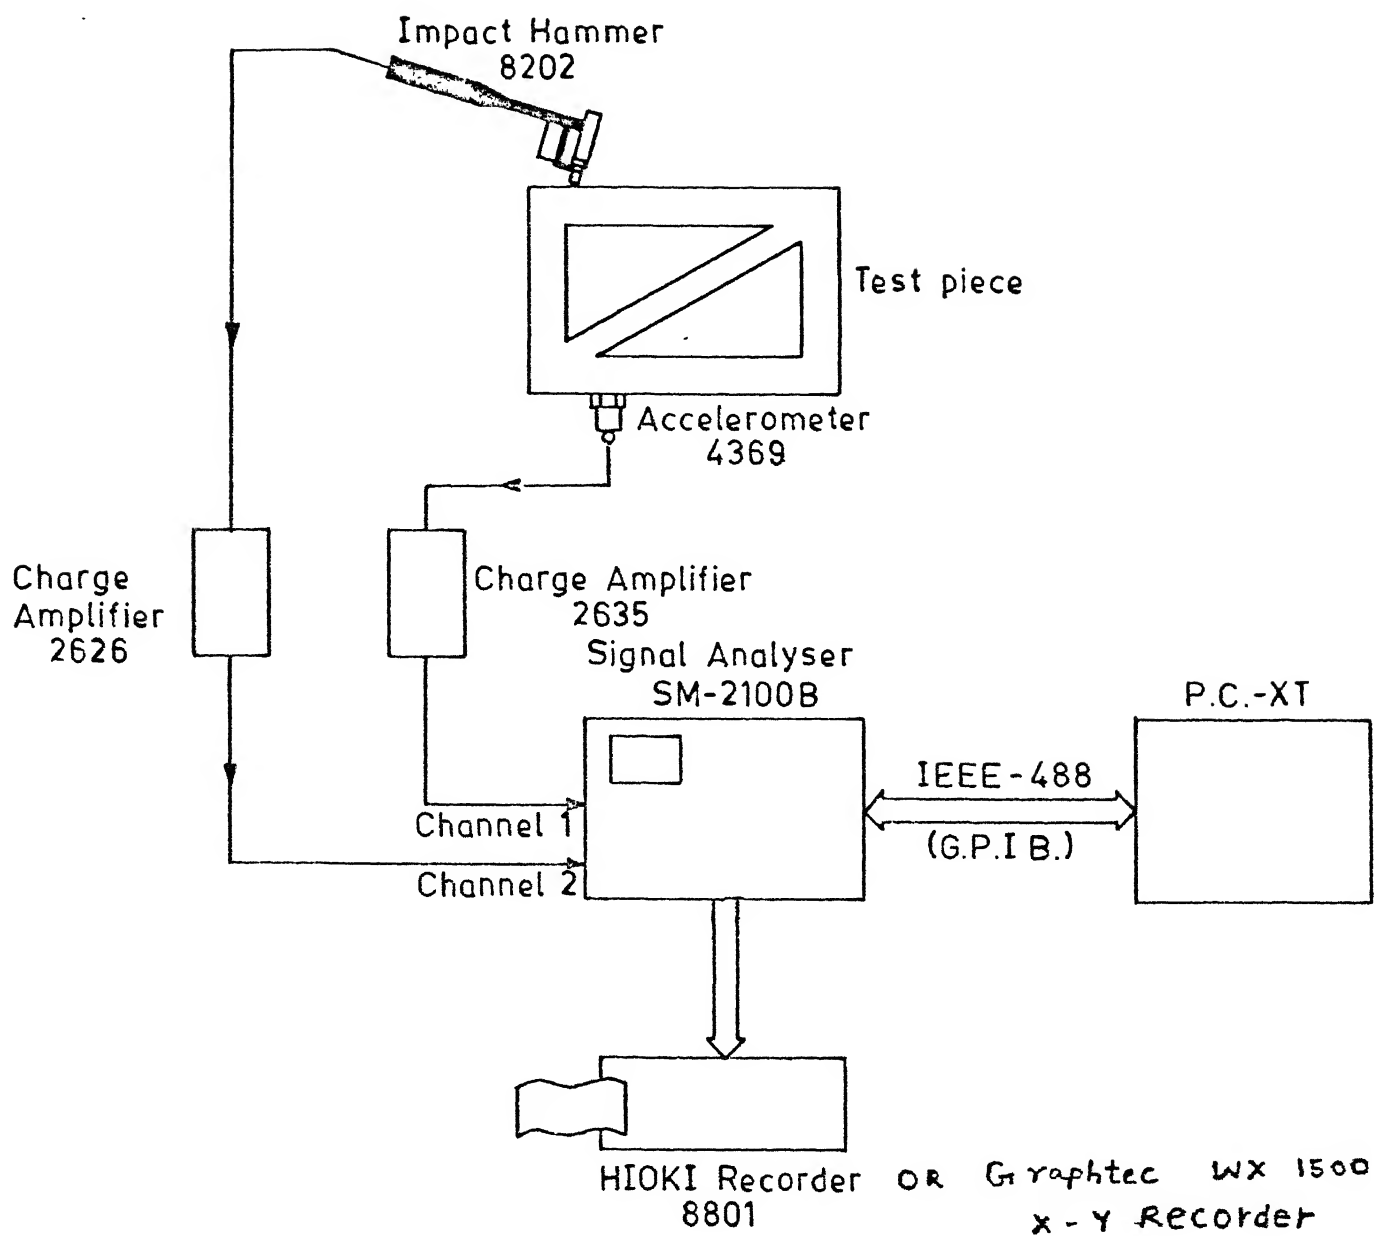 Impact Hammer
8202
Test piece
Accelerometer
4369
Charge
Amplifier
2626
Charge Amplifier
2635
Signal Analyser
SM-2100B
P.C.-XT
IEEE-488
(G.P.I B.)
Channel 1
Channel 2
HIOKI Recorder OR Graphtec WX 1500
8801
X-Y Recorder